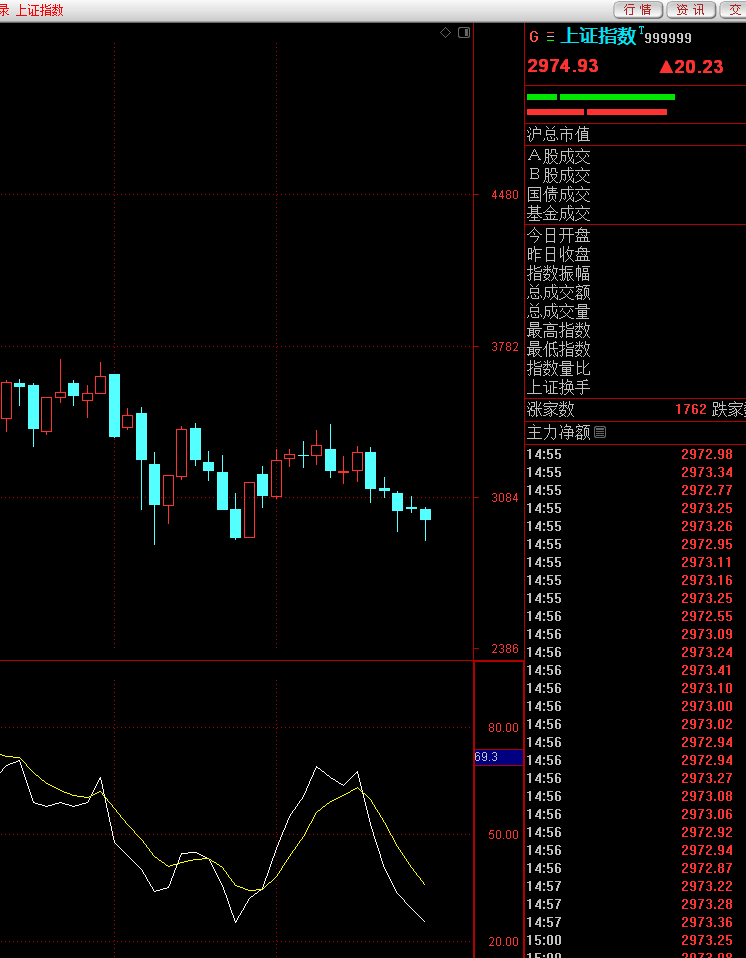 录 上证指数
行情 资讯 交
G 上证指数 T 999999
2974.93 ▲20.23
沪总市值
A股成交
B股成交
国债成交
基金成交
今日开盘
昨日收盘
指数振幅
总成交额
总成交量
最高指数
最低指数
指数量比
上证换手
涨家数 1762 跌家数
主力净额
14:55 2972.98
14:55 2973.34
14:55 2972.77
14:55 2973.25
14:55 2973.26
14:55 2972.95
14:55 2973.11
14:55 2973.16
14:55 2973.25
14:56 2972.55
14:56 2973.09
14:56 2973.24
14:56 2973.41
14:56 2973.10
14:56 2973.00
14:56 2973.02
14:56 2972.94
14:56 2972.94
14:56 2973.27
14:56 2973.08
14:56 2973.06
14:56 2972.92
14:56 2972.94
14:56 2972.87
14:57 2973.22
14:57 2973.28
14:57 2973.36
15:00 2973.25
4480
3782
3084
2386
80.00
69.3
50.00
20.00